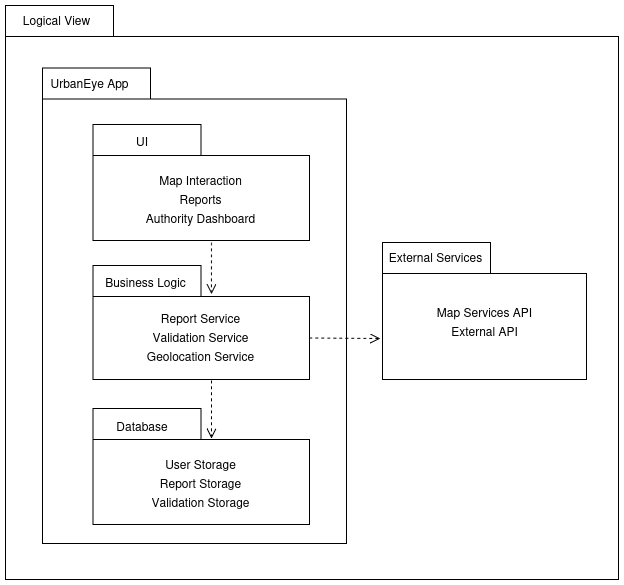 Logical View
UrbanEye App
UI
Map Interaction
Reports
Authority Dashboard
Business Logic
Report Service
Validation Service
Geolocation Service
External Services
Map Services API
External API
Database
User Storage
Report Storage
Validation Storage